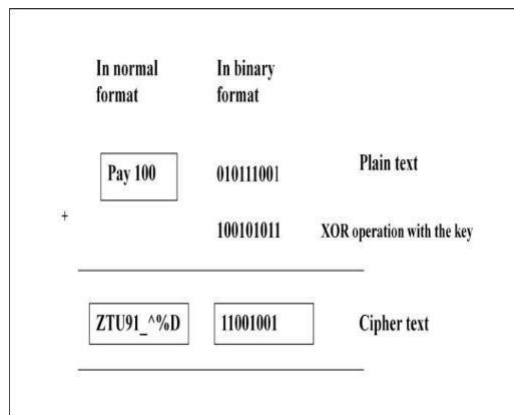 In normal format
In binary format
Pay 100
010111001
Plain text
+
100101011
XOR operation with the key
ZTU91_^%D
11001001
Cipher text